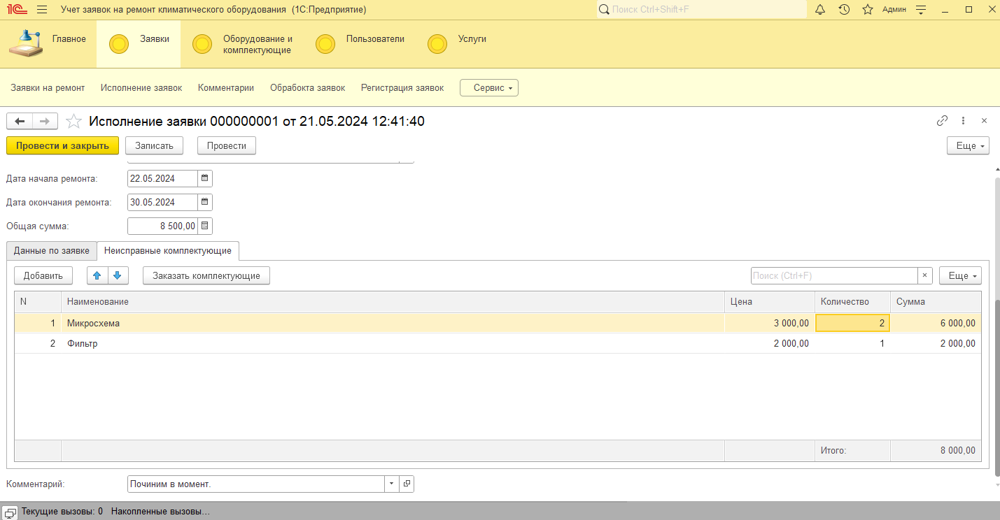 1С Учет заявок на ремонт климатического оборудования (1С:Предприятие) Поиск Ctrl+Shift+F Админ
Главное Заявки Оборудование и комплектующие Пользователи Услуги
Заявки на ремонт Исполнение заявок Комментарии Обрабокта заявок Регистрация заявок Сервис
Исполнение заявки 000000001 от 21.05.2024 12:41:40
Провести и закрыть Записать Провести Еще
Дата начала ремонта: 22.05.2024
Дата окончания ремонта: 30.05.2024
Общая сумма: 8 500,00
Данные по заявке Неисправные комплектующие
Добавить Заказать комплектующие Поиск (Ctrl+F) × Еще
N Наименование Цена Количество Сумма
1 Микросхема 3 000,00 2 6 000,00
2 Фильтр 2 000,00 1 2 000,00
Итого: 8 000,00
Комментарий: Починим в момент.
Текущие вызовы: 0 Накопленные вызовы...